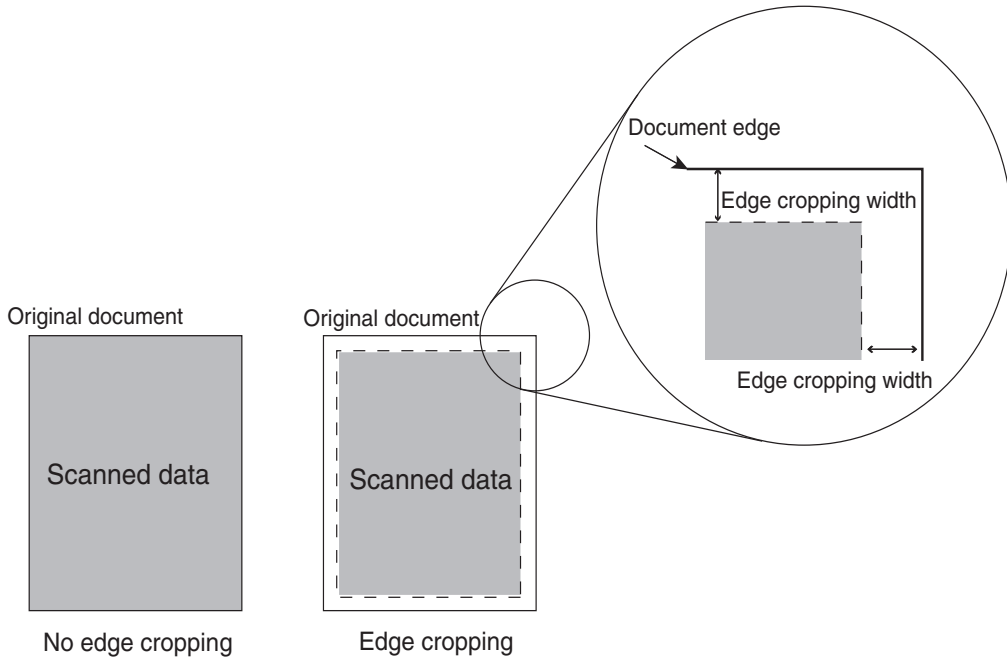 Document edge
Edge cropping width
Edge cropping width
Original document
Original document
Scanned data
Scanned data
No edge cropping
Edge cropping